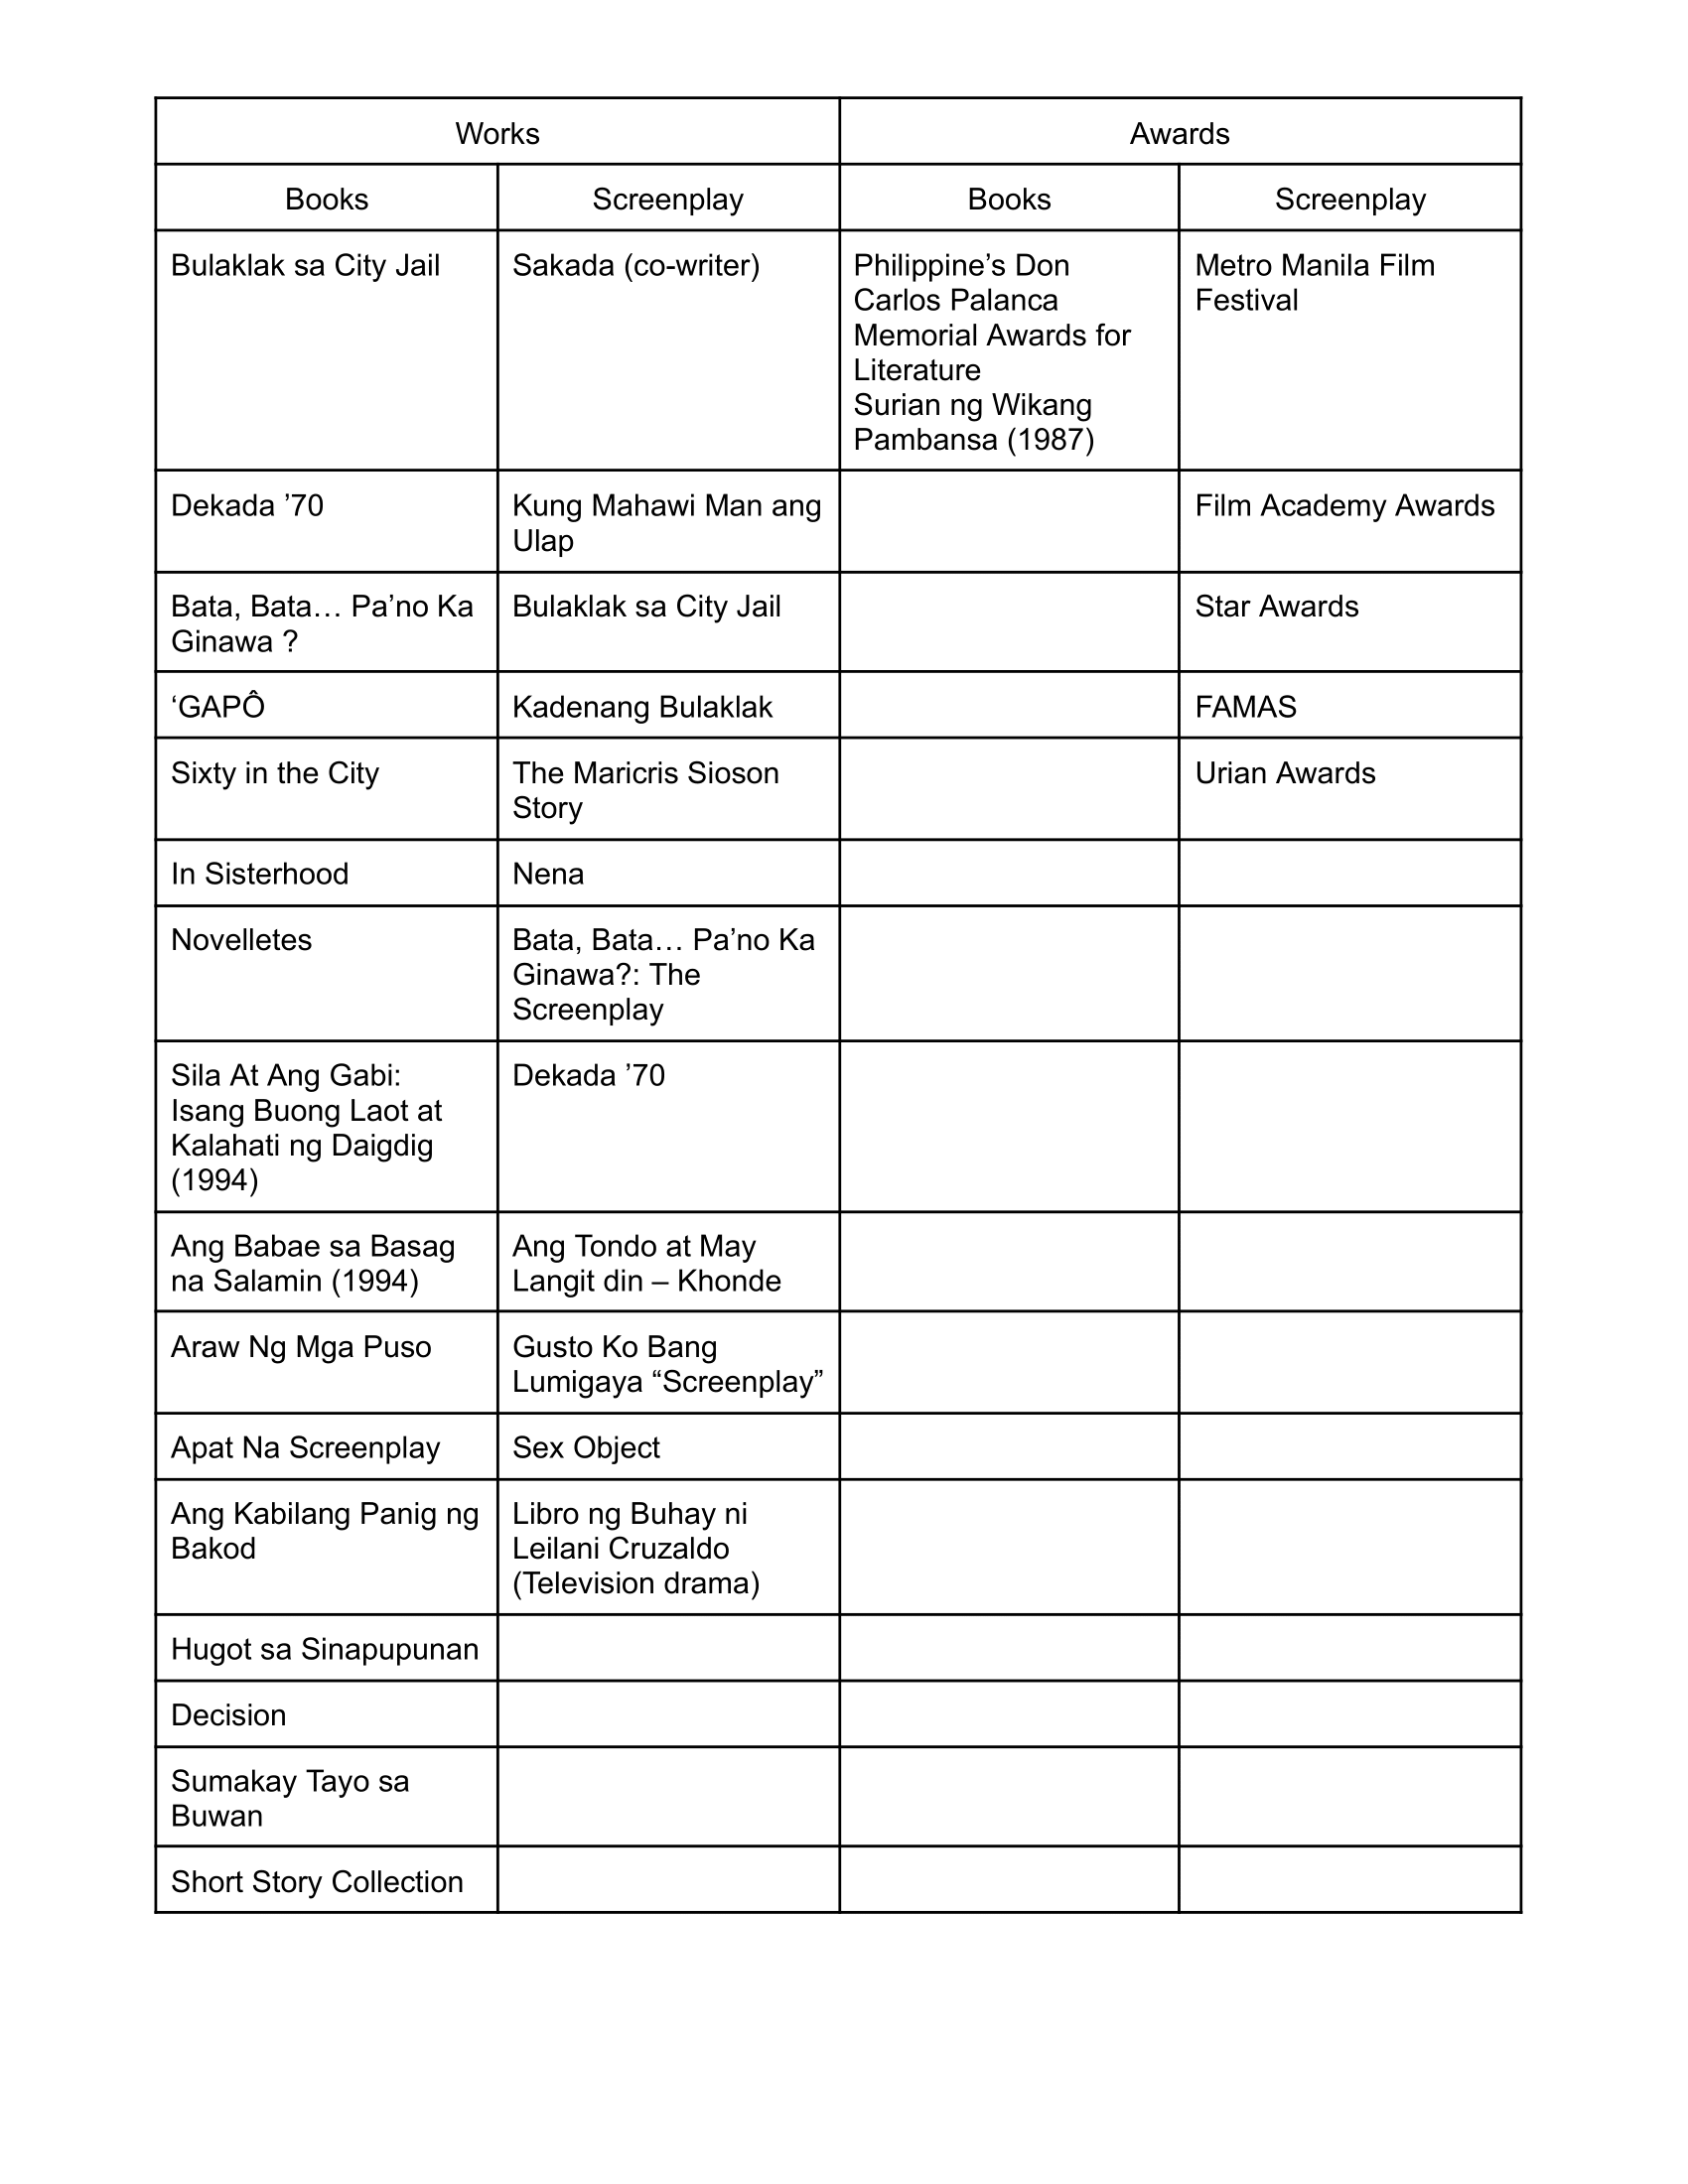 Works
Awards
Books
Screenplay
Books
Screenplay
Bulaklak sa City Jail
Sakada (co-writer)
Philippine’s Don
Carlos Palanca
Memorial Awards for
Literature
Surian ng Wikang
Pambansa (1987)
Metro Manila Film
Festival
Dekada ’70
Kung Mahawi Man ang
Ulap
Film Academy Awards
Bata, Bata… Pa’no Ka
Ginawa ?
Bulaklak sa City Jail
Star Awards
‘GAPÔ
Kadenang Bulaklak
FAMAS
Sixty in the City
The Maricris Sioson
Story
Urian Awards
In Sisterhood
Nena
Novelletes
Bata, Bata… Pa’no Ka
Ginawa?: The
Screenplay
Sila At Ang Gabi:
Isang Buong Laot at
Kalahati ng Daigdig
(1994)
Dekada ’70
Ang Babae sa Basag
na Salamin (1994)
Ang Tondo at May
Langit din – Khonde
Araw Ng Mga Puso
Gusto Ko Bang
Lumigaya “Screenplay”
Apat Na Screenplay
Sex Object
Ang Kabilang Panig ng
Bakod
Libro ng Buhay ni
Leilani Cruzaldo
(Television drama)
Hugot sa Sinapupunan
Decision
Sumakay Tayo sa
Buwan
Short Story Collection